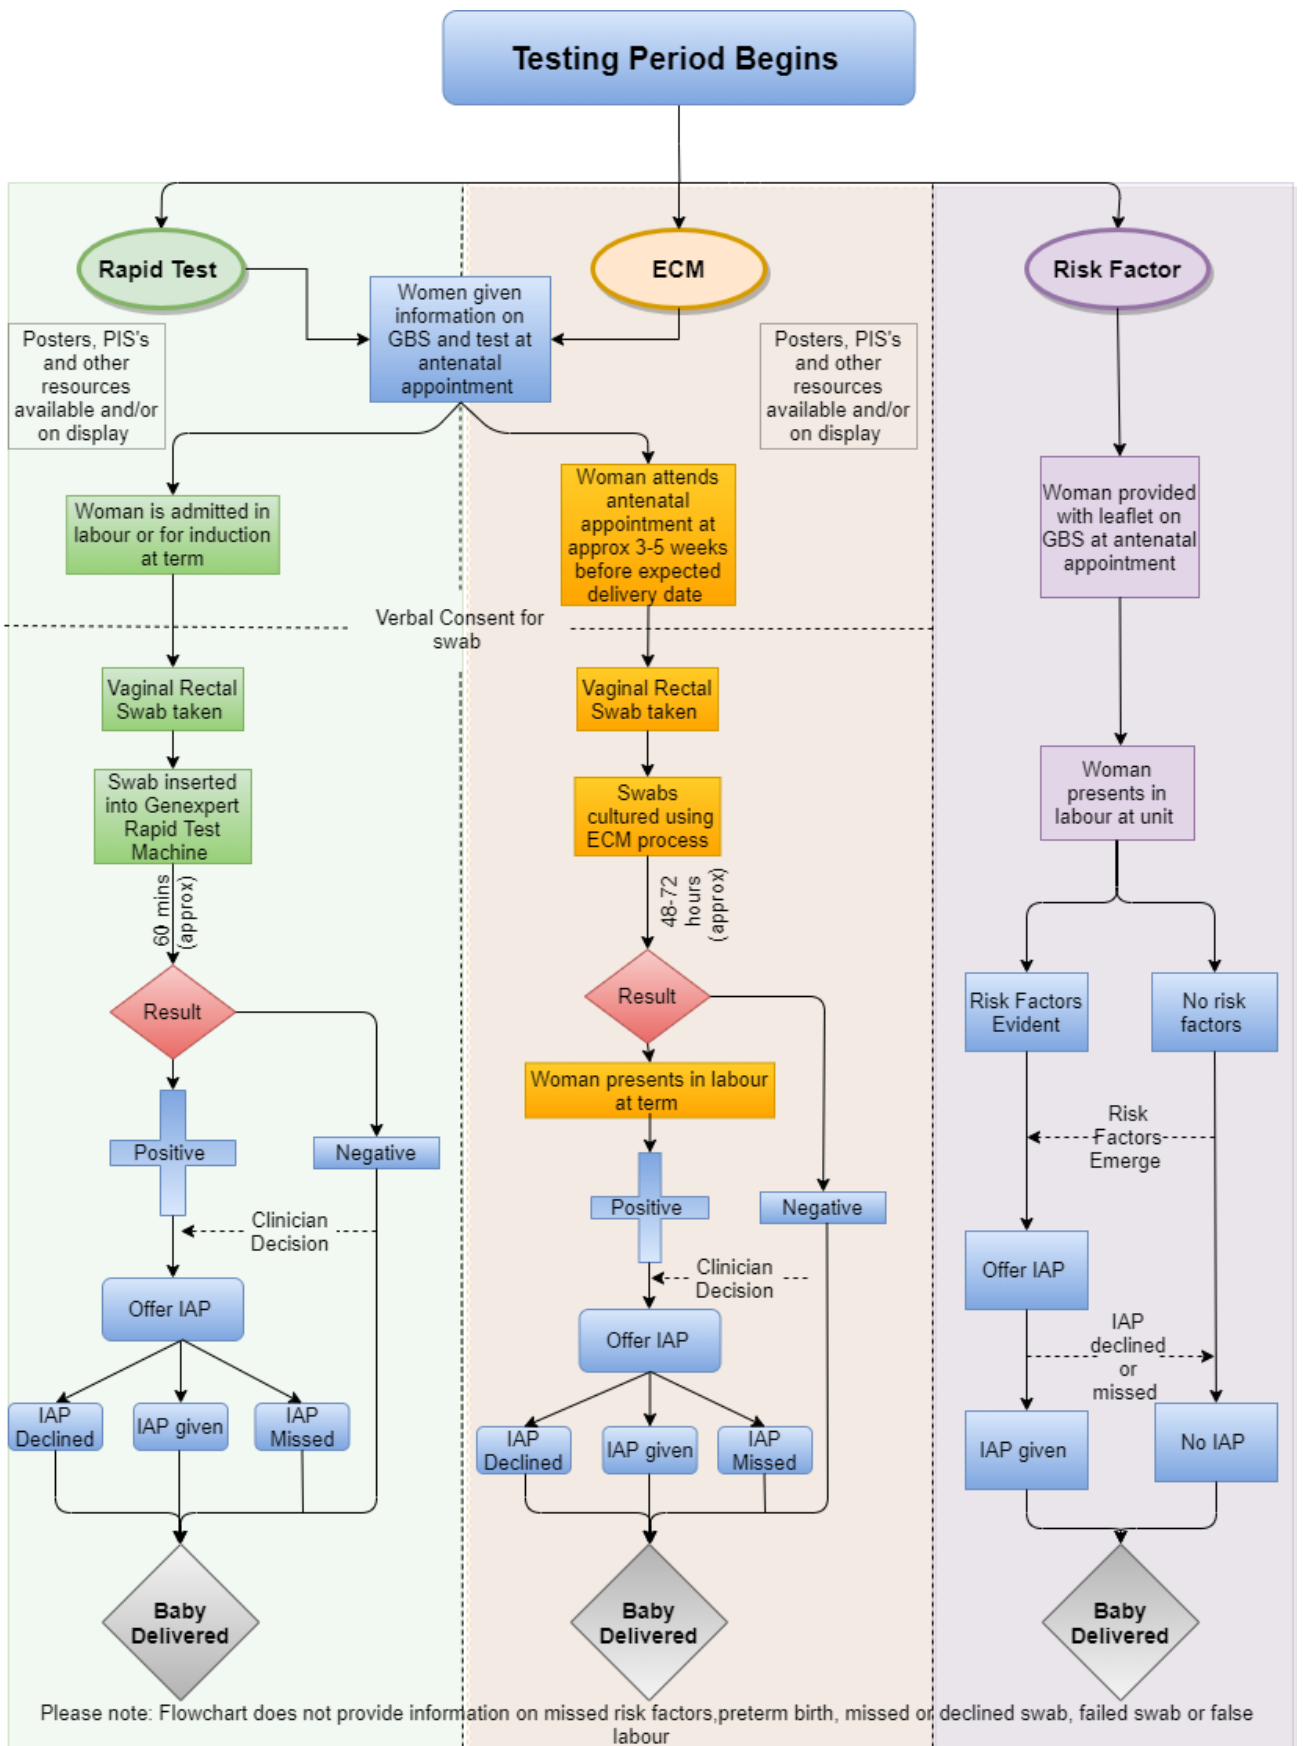 Testing Period Begins
Rapid Test
ECM
Risk Factor
Women given
information on
GBS and test at
antenatal
appointment
Posters, PIS's
and other
resources
available and/or
on display
Posters, PIS's
and other
resources
available and/or
on display
Woman is admitted in
labour or for induction
at term
Woman attends
antenatal
appointment at
approx 3-5 weeks
before expected
delivery date
Woman provided
with leaflet on
GBS at antenatal
appointment
Verbal Consent for
swab
Vaginal Rectal
Swab taken
Vaginal Rectal
Swab taken
Swab inserted
into Genexpert
Rapid Test
Machine
Swabs
cultured using
ECM process
Woman
presents in
labour at unit
60 mins
(approx)
48-72
hours
(approx)
Result
Result
Risk Factors
Evident
No risk
factors
Woman presents in labour
at term
Positive
Negative
Positive
Negative
Risk
Factors
Emerge
Clinician
Decision
Clinician
Decision
Offer IAP
Offer IAP
Offer IAP
IAP
declined
or
missed
IAP
Declined
IAP given
IAP
Missed
IAP
Declined
IAP given
IAP
Missed
IAP given
No IAP
Baby
Delivered
Baby
Delivered
Baby
Delivered
Please note: Flowchart does not provide information on missed risk factors,preterm birth, missed or declined swab, failed swab or false
labour